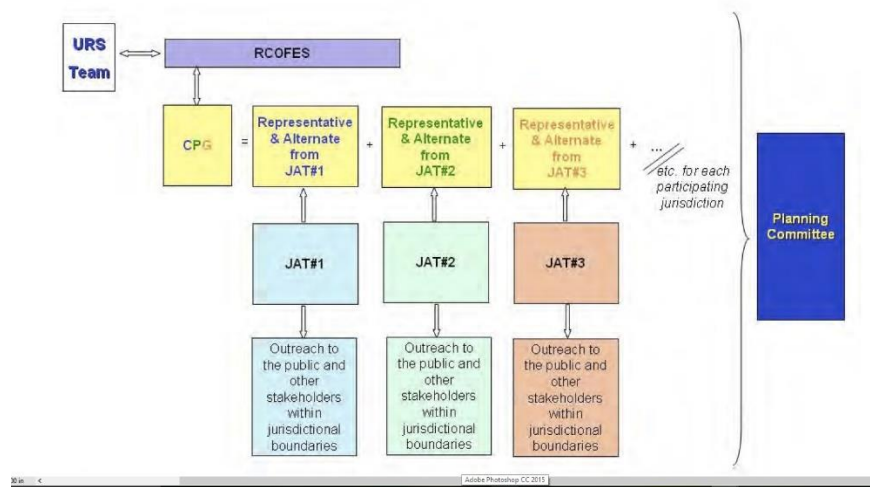 URS
Team
RCOFES
CPG
=
Representative
& Alternate
from
JAT#1
+
Representative
& Alternate
from
JAT#2
+
Representative
& Alternate
from
JAT#3
+
...
etc. for each
participating
jurisdiction
Planning
Committee
JAT#1
JAT#2
JAT#3
Outreach to
the public and
other
stakeholders
within
jurisdictional
boundaries
Outreach to
the public and
other
stakeholders
within
jurisdictional
boundaries
Outreach to
the public and
other
stakeholders
within
jurisdictional
boundaries
Adobe Photoshop CC 2015